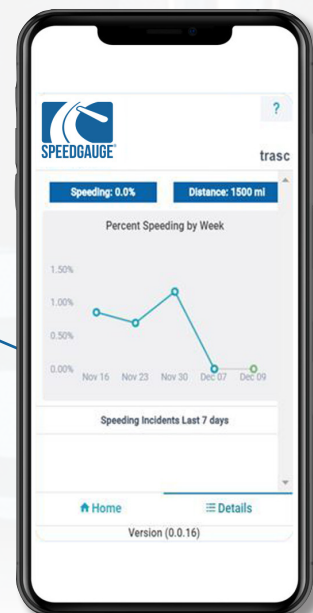 ?
SPEEDGAUGE®
trasc
Speeding: 0.0% Distance: 1500 mi
Percent Speeding by Week
1.50%
1.00%
0.50%
0.00%
Nov 16 Nov 23 Nov 30 Dec 07 Dec 09
Speeding Incidents Last 7 days
Home Details
Version (0.0.16)